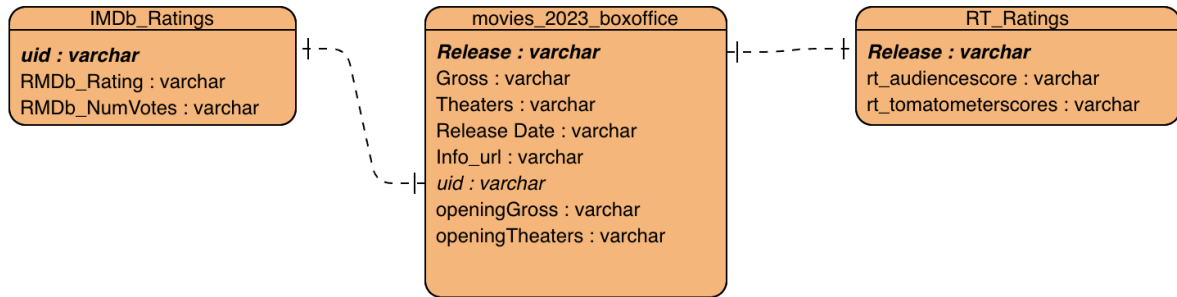 IMDb_Ratings
uid : varchar
RMDb_Rating : varchar
RMDb_NumVotes : varchar
movies_2023_boxoffice
Release : varchar
Gross : varchar
Theaters : varchar
Release Date : varchar
Info_url : varchar
uid : varchar
openingGross : varchar
openingTheaters : varchar
RT_Ratings
Release : varchar
rt_audiencescore : varchar
rt_tomatometerscores : varchar